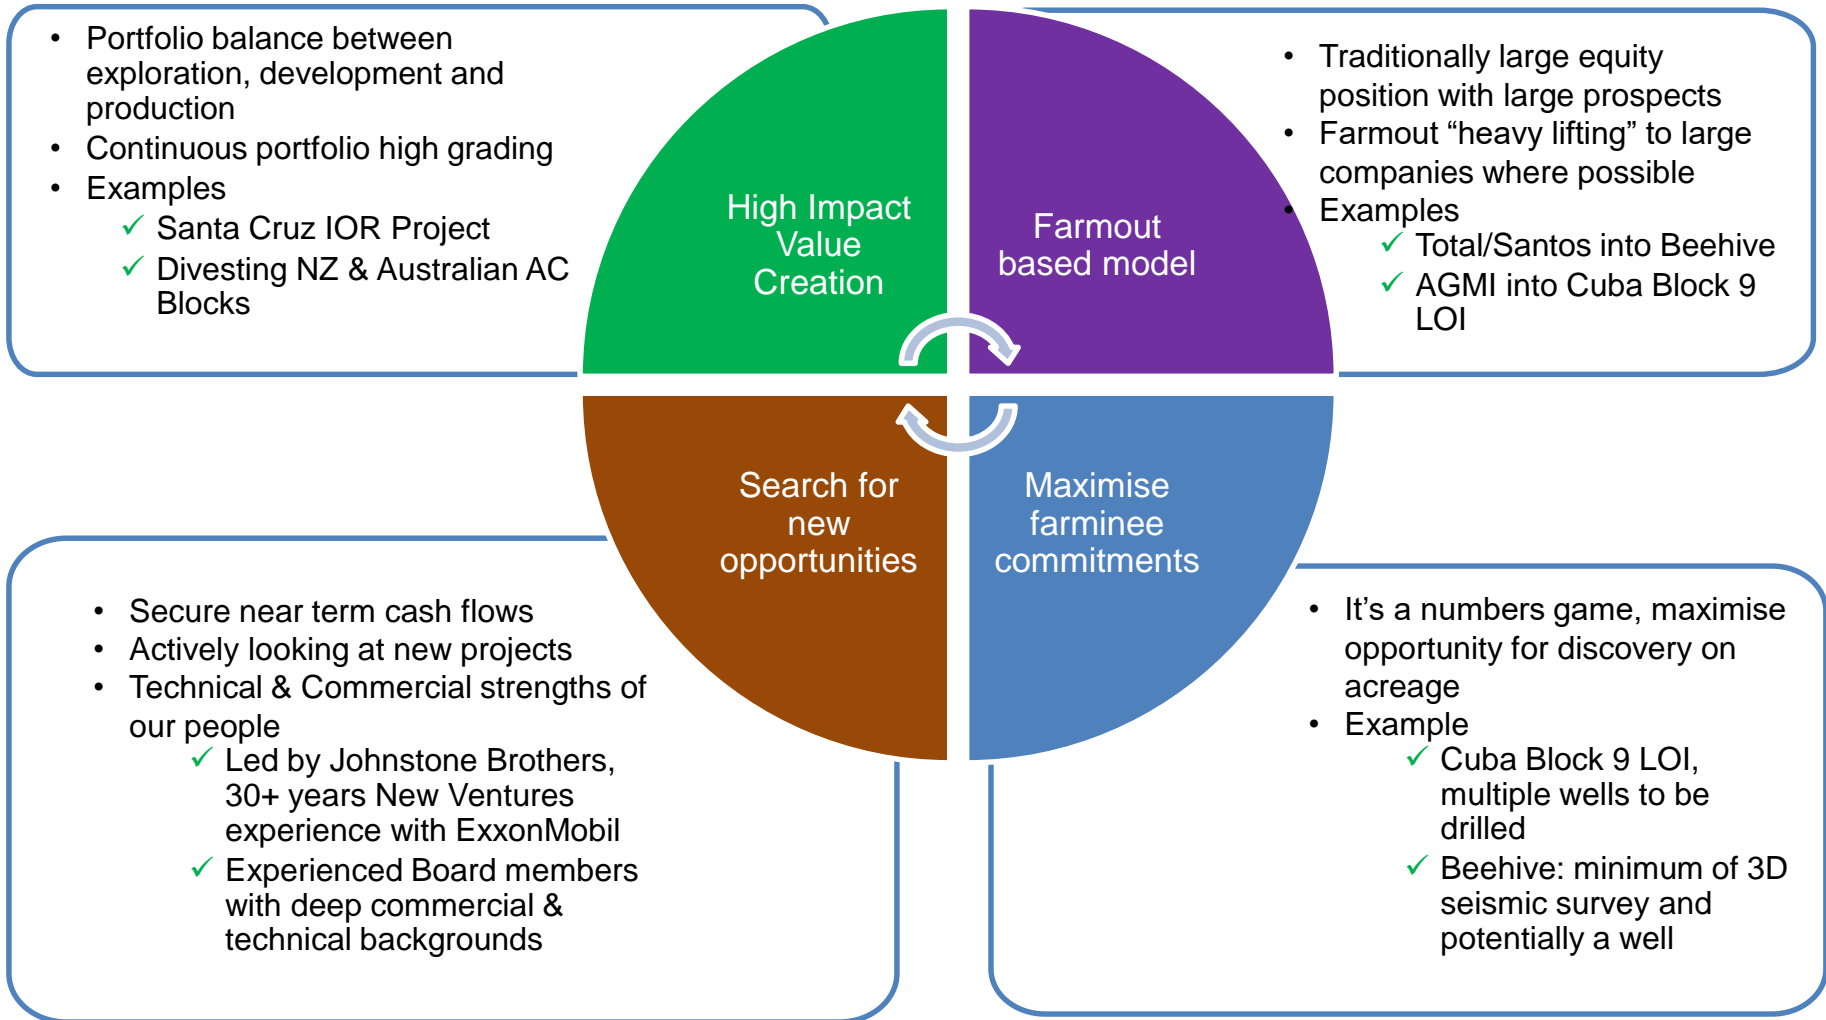 • Portfolio balance between
exploration, development and
production
• Continuous portfolio high grading
• Examples
✓ Santa Cruz IOR Project
✓ Divesting NZ & Australian AC
Blocks
High Impact
Value
Creation
Farmout
based model
• Traditionally large equity
position with large prospects
• Farmout “heavy lifting” to large
companies where possible
• Examples
✓ Total/Santos into Beehive
✓ AGMI into Cuba Block 9
LOI
Search for
new
opportunities
Maximise
farminee
commitments
• Secure near term cash flows
• Actively looking at new projects
• Technical & Commercial strengths of
our people
✓ Led by Johnstone Brothers,
30+ years New Ventures
experience with ExxonMobil
✓ Experienced Board members
with deep commercial &
technical backgrounds
• It’s a numbers game, maximise
opportunity for discovery on
acreage
• Example
✓ Cuba Block 9 LOI,
multiple wells to be
drilled
✓ Beehive: minimum of 3D
seismic survey and
potentially a well